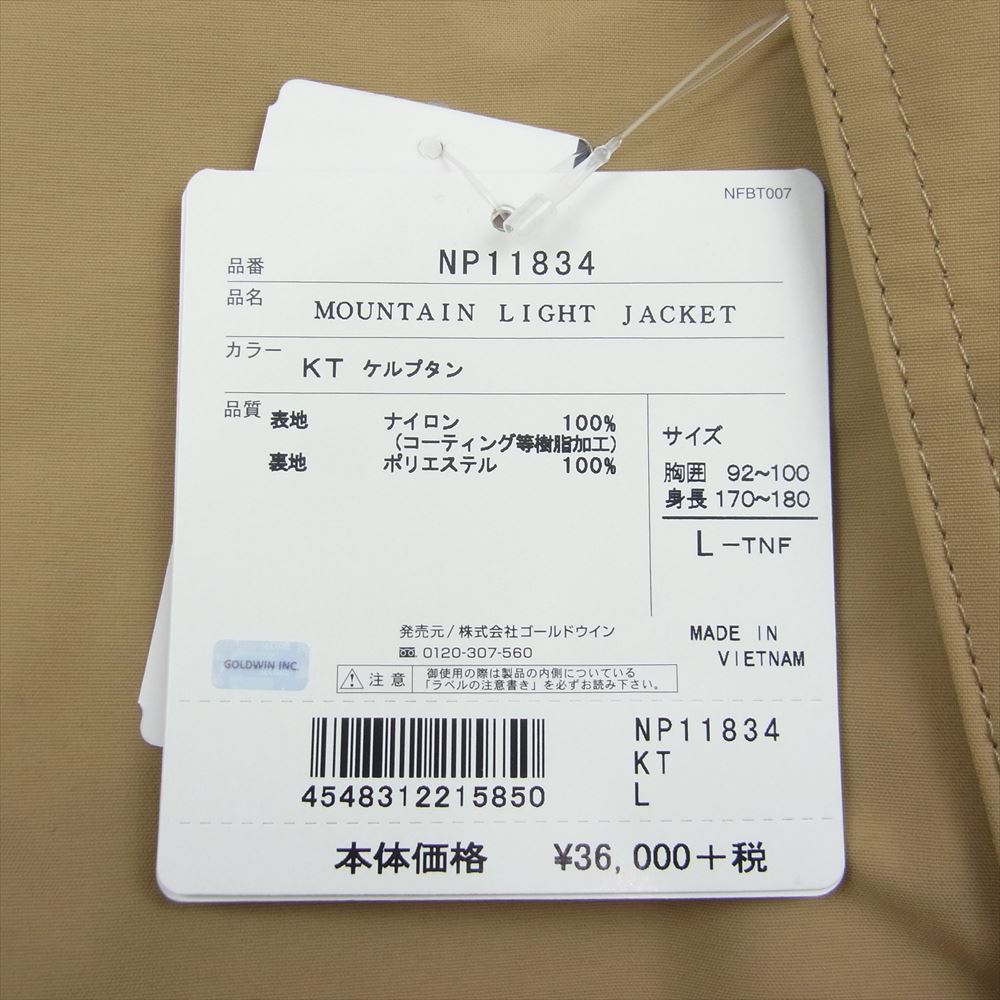 NFBT007
品番 NP11834
品名 MOUNTAIN LIGHT JACKET
カラー KT ケルプタン
品質 表地 ナイロン 100%
(コーティング等樹脂加工)
裏地 ポリエステル 100%
サイズ
胸囲 92~100
身長 170~180
L-TNF
発売元/株式会社ゴールドウイン
0120-307-560
MADE IN
VIETNAM
GOLDWIN INC.
注意 御使用の際は製品の内側についている
「ラベルの注意書き」を必ずお読み下さい。
4548312215850
NP11834
KT
L
本体価格 ¥36,000+税